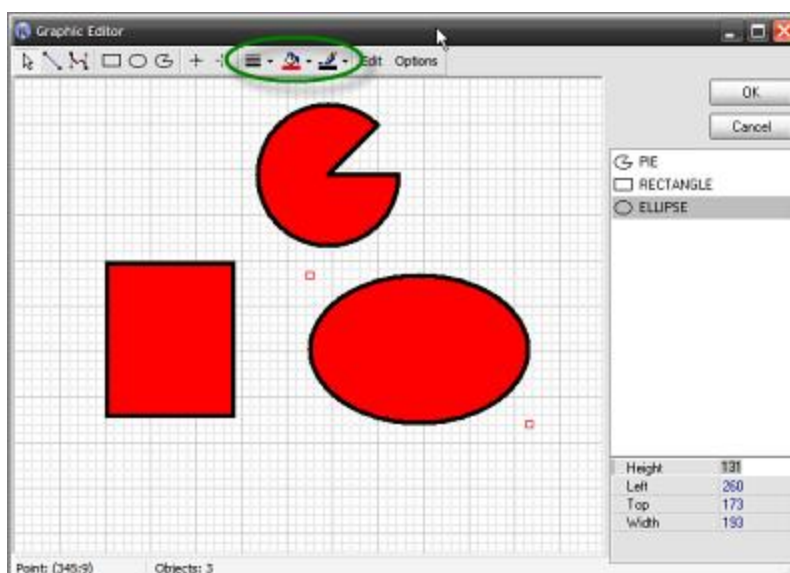 Graphic Editor
Edit Options
OK
Cancel
PIE
RECTANGLE
ELLIPSE
Height 131
Left 260
Top 173
Width 193
Point: (345:9) Objects: 3